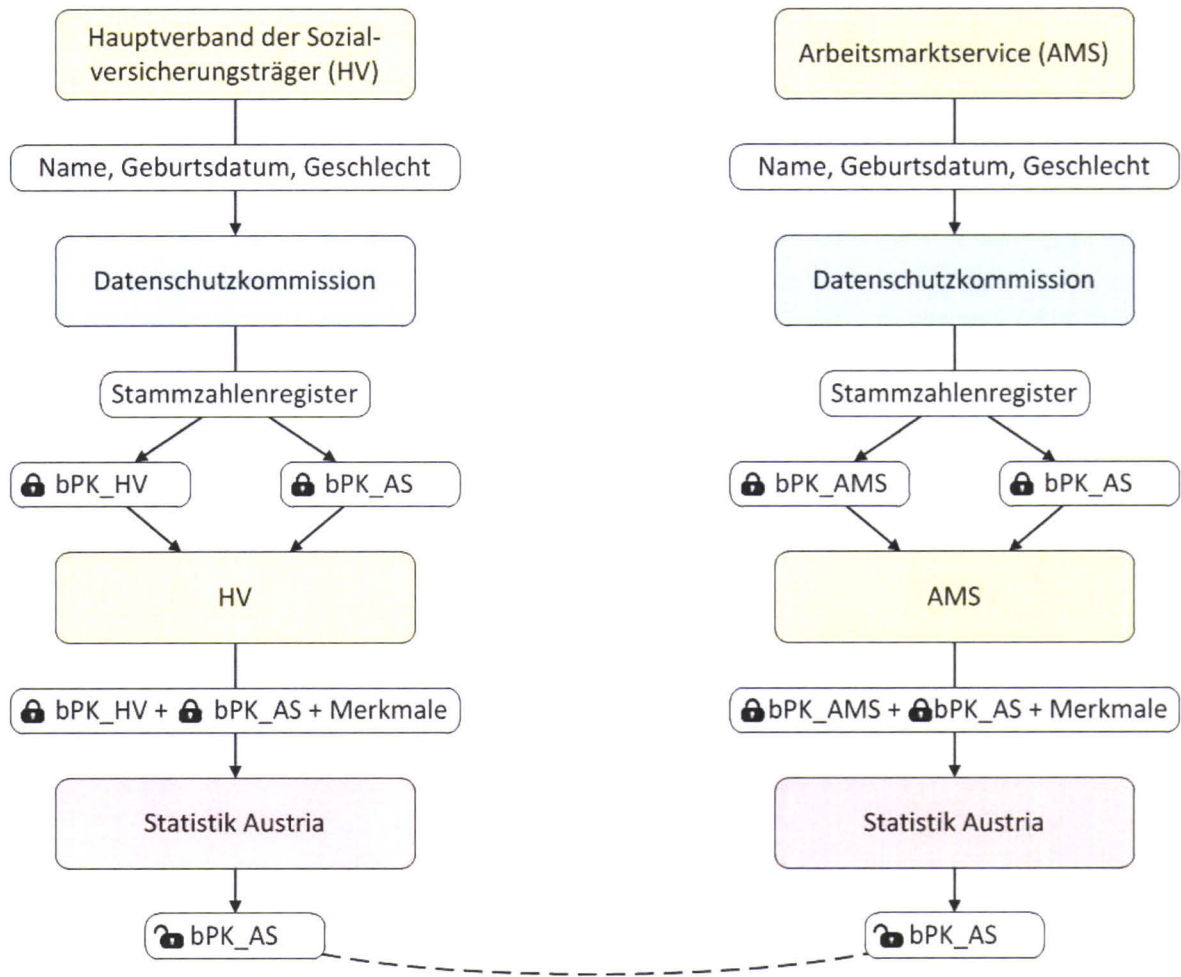 Hauptverband der Sozial-
versicherungsträger (HV)
Name, Geburtsdatum, Geschlecht
Datenschutzkommission
Stammzahlenregister
bPK_HV
bPK_AS
HV
bPK_HV + bPK_AS + Merkmale
Statistik Austria
bPK_AS
Arbeitsmarktservice (AMS)
Name, Geburtsdatum, Geschlecht
Datenschutzkommission
Stammzahlenregister
bPK_AMS
bPK_AS
AMS
bPK_AMS + bPK_AS + Merkmale
Statistik Austria
bPK_AS